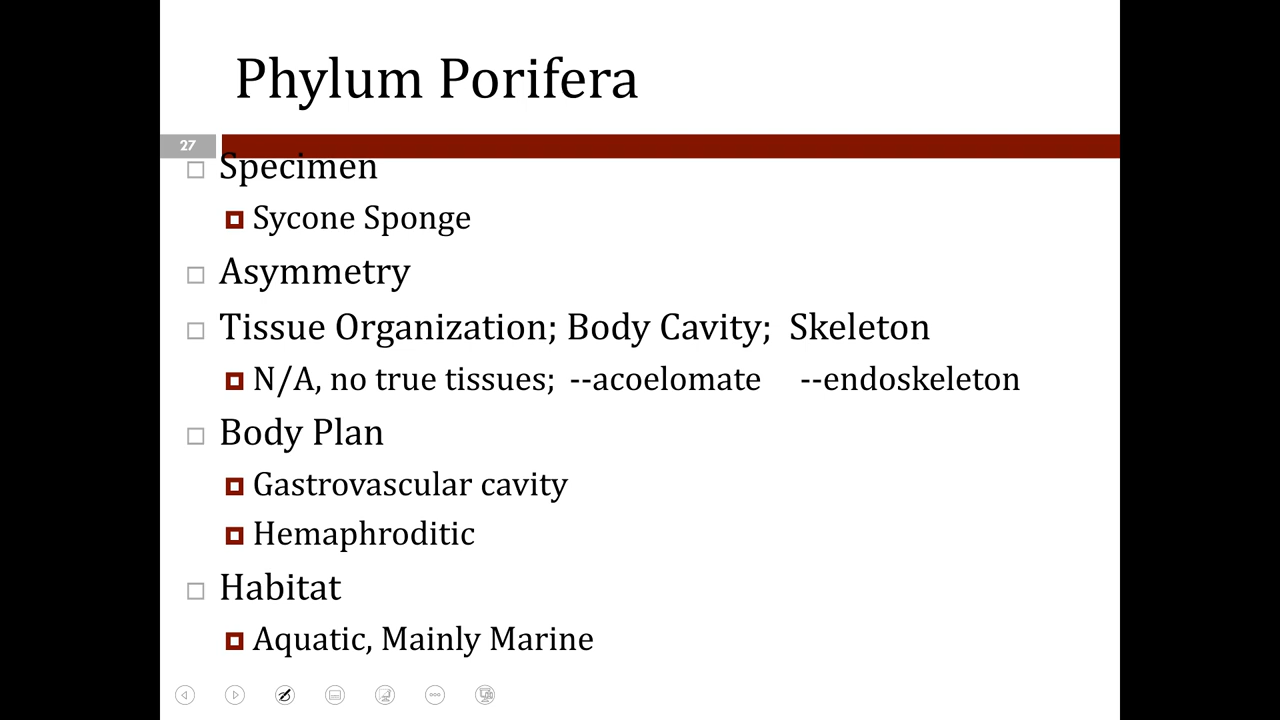 Phylum Porifera
27
Specimen
Sycone Sponge
Asymmetry
Tissue Organization; Body Cavity;  Skeleton
N/A, no true tissues;  --acoelomate     --endoskeleton
Body Plan
Gastrovascular cavity
Hemaphroditic
Habitat
Aquatic, Mainly Marine